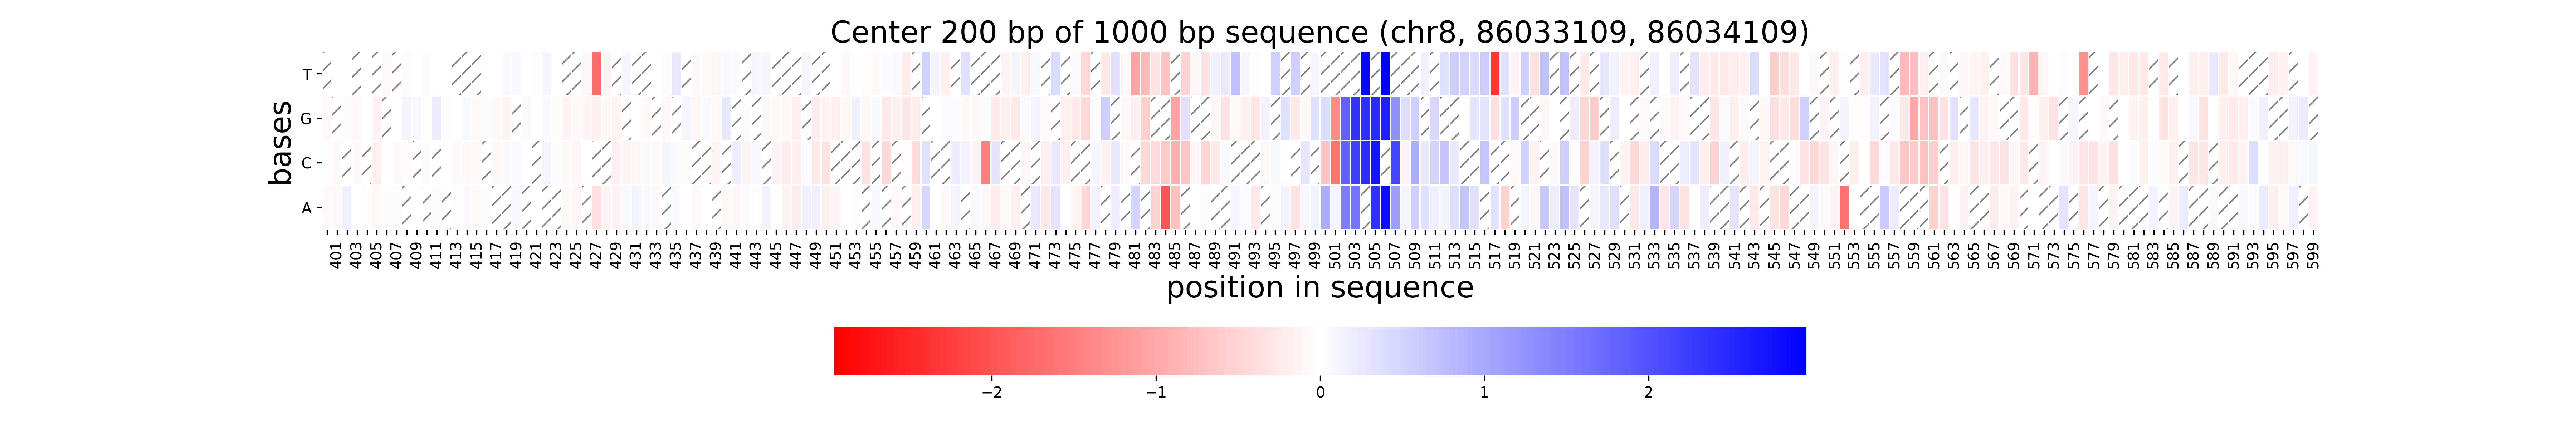 Center 200 bp of 1000 bp sequence (chr8, 86033109, 86034109)
bases
T
G
C
A
401 403 405 407 409 411 413 415 417 419 421 423 425 427 429 431 433 435 437 439 441 443 445 447 449 451 453 455 457 459 461 463 465 467 469 471 473 475 477 479 481 483 485 487 489 491 493 495 497 499 501 503 505 507 509 511 513 515 517 519 521 523 525 527 529 531 533 535 537 539 541 543 545 547 549 551 553 555 557 559 561 563 565 567 569 571 573 575 577 579 581 583 585 587 589 591 593 595 597 599
position in sequence
−2 −1 0 1 2